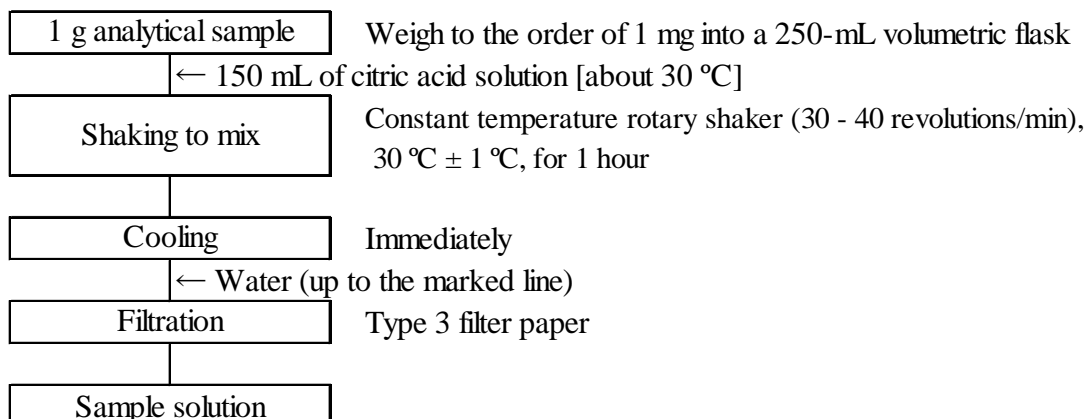 1 g analytical sample Weigh to the order of 1 mg into a 250-mL volumetric flask
← 150 mL of citric acid solution [about 30 ºC]
Shaking to mix Constant temperature rotary shaker (30 - 40 revolutions/min),
30 ºC ± 1 ºC, for 1 hour
Cooling Immediately
← Water (up to the marked line)
Filtration Type 3 filter paper
Sample solution